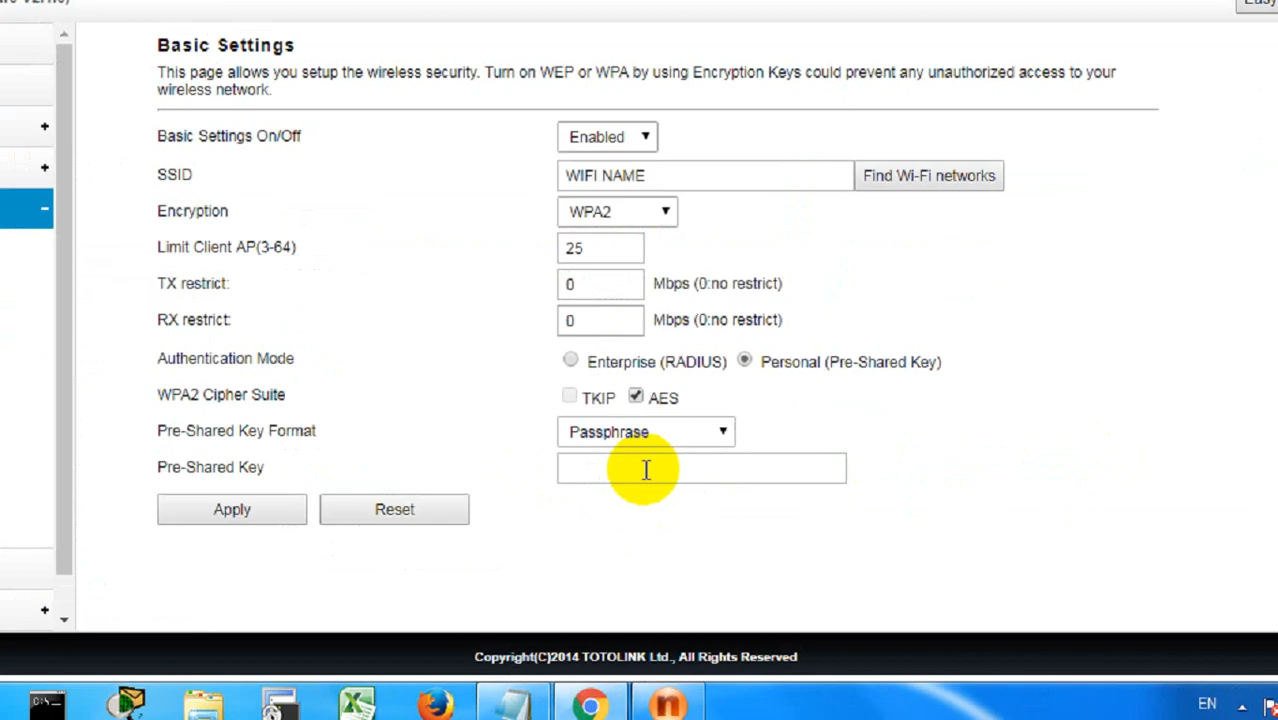 Basic Settings
This page allows you setup the wireless security. Turn on WEP or WPA by using Encryption Keys could prevent any unauthorized access to your
wireless network.
Basic Settings On/Off Enabled
SSID WIFI NAME Find Wi-Fi networks
Encryption WPA2
Limit Client AP(3-64) 25
TX restrict: 0 Mbps (0:no restrict)
RX restrict: 0 Mbps (0:no restrict)
Authentication Mode Enterprise (RADIUS) Personal (Pre-Shared Key)
WPA2 Cipher Suite TKIP AES
Pre-Shared Key Format Passphrase
Pre-Shared Key
Apply Reset
Copyright(C)2014 TOTOLINK Ltd., All Rights Reserved
EN